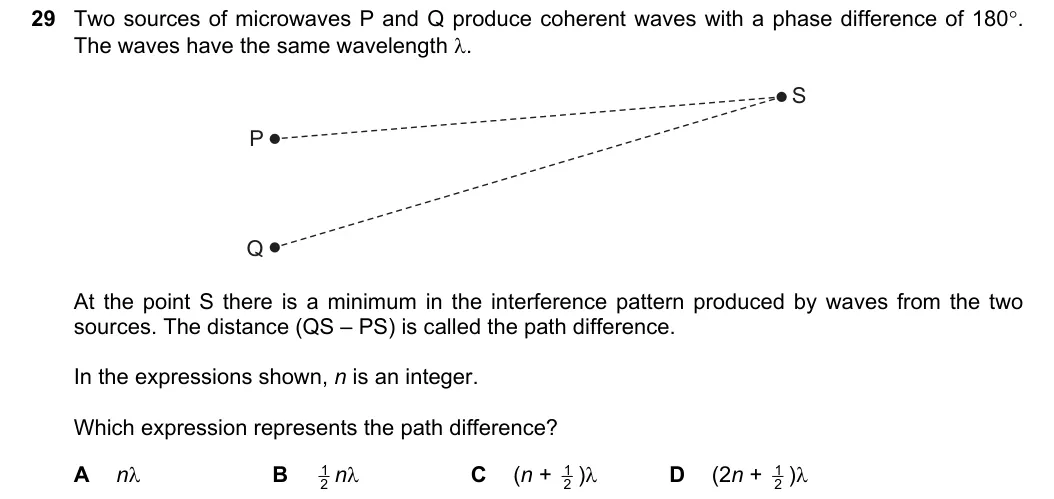 29 Two sources of microwaves P and Q produce coherent waves with a phase difference of 180°.
The waves have the same wavelength λ.
S
P
Q
At the point S there is a minimum in the interference pattern produced by waves from the two
sources. The distance (QS – PS) is called the path difference.
In the expressions shown, n is an integer.
Which expression represents the path difference?
A nλ B ½ nλ C (n + ½ )λ D (2n + ½ )λ